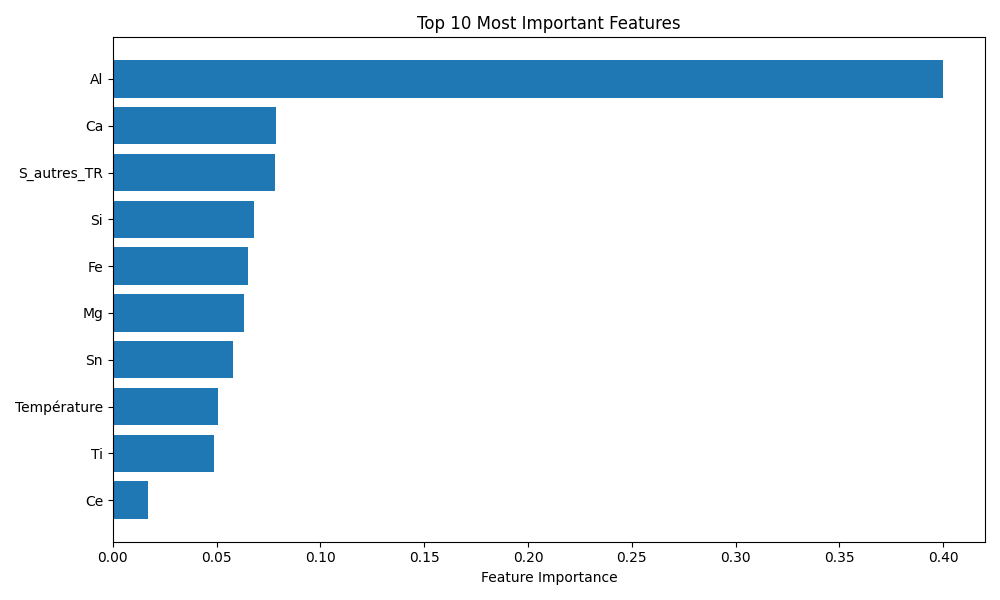 Top 10 Most Important Features
Al
Ca
S_autres_TR
Si
Fe
Mg
Sn
Température
Ti
Ce
0.00 0.05 0.10 0.15 0.20 0.25 0.30 0.35 0.40
Feature Importance